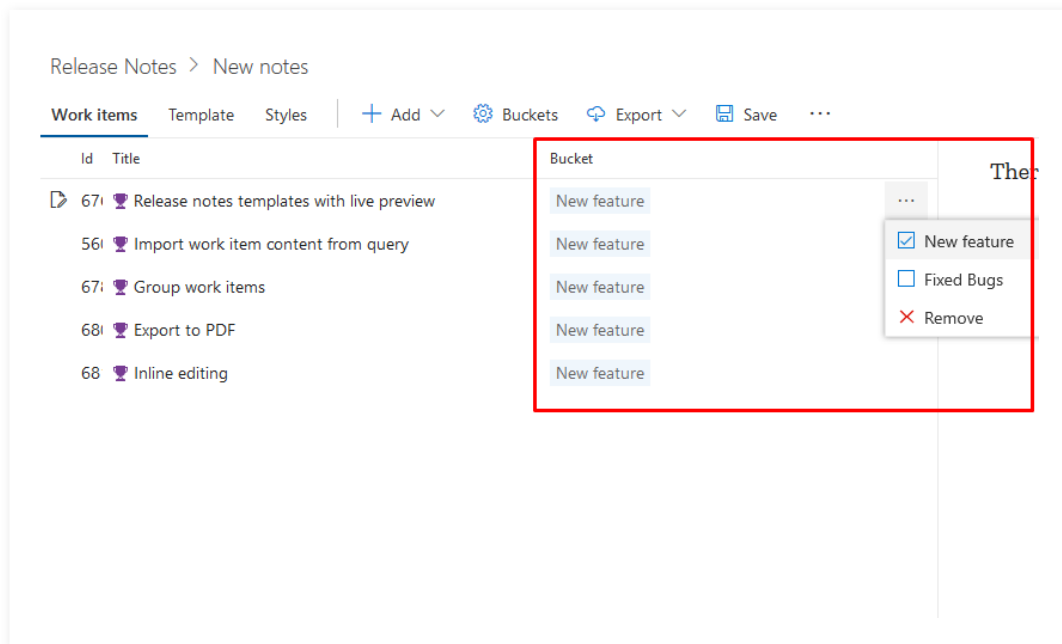 Release Notes > New notes
Work items Template Styles Add Buckets Export Save ...
Id Title Bucket
Release notes templates with live preview New feature ...
Import work item content from query New feature
Group work items New feature
Export to PDF New feature
68 Inline editing New feature
New feature
Fixed Bugs
Remove